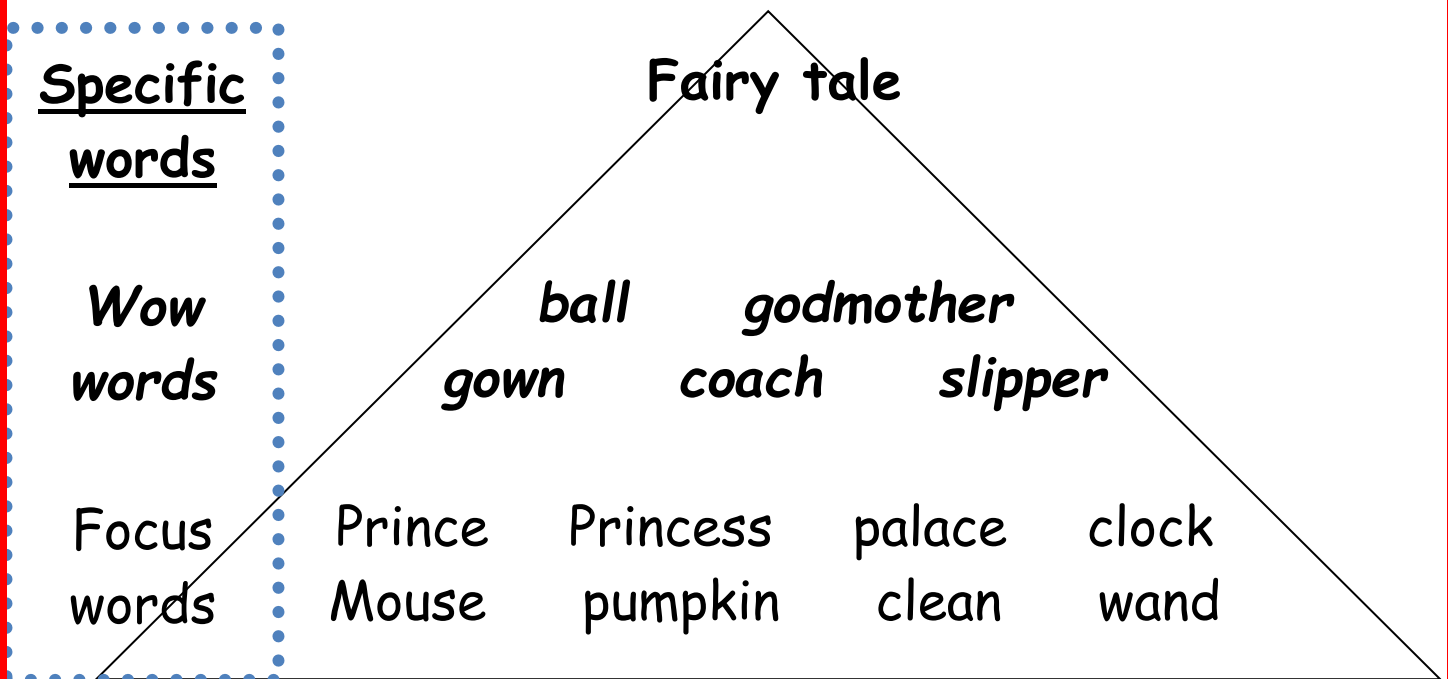 Specific
words
Fairy tale
Wow
words
ball godmother
gown coach slipper
Focus
words
Prince Princess palace clock
Mouse pumpkin clean wand